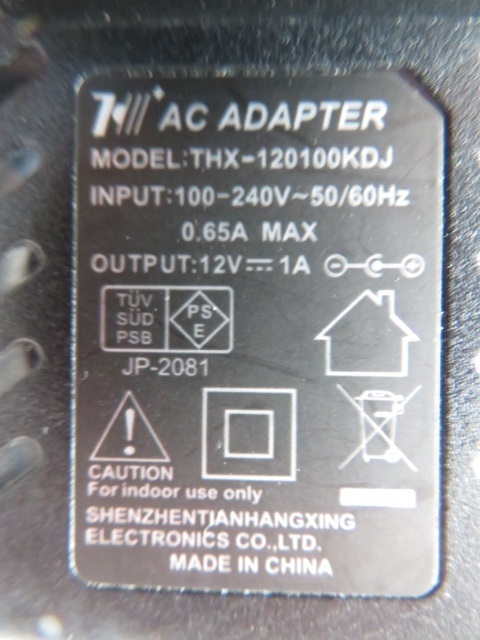 AC ADAPTER
MODEL:THX-120100KDJ
INPUT:100-240V~50/60Hz
0.65A MAX
OUTPUT:12V⎓1A
TÜV
SÜD
PSB
PS
E
JP-2081
CAUTION
For indoor use only
SHENZHENTIANHANGXING
ELECTRONICS CO.,LTD.
MADE IN CHINA